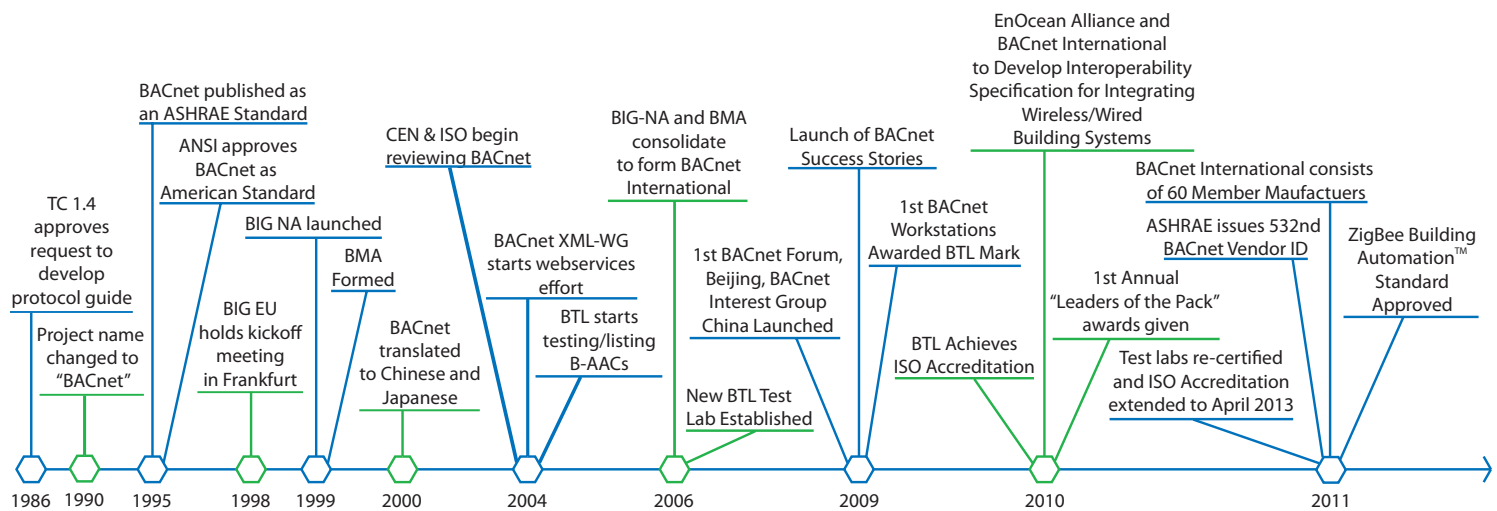 TC 1.4
approves
request to
develop
protocol guide
Project name
changed to
“BACnet”
BACnet published as
an ASHRAE Standard
ANSI approves
BACnet as
American Standard
BIG EU
holds kickoff
meeting
in Frankfurt
BIG NA launched
BMA
Formed
BACnet
translated
to Chinese and
Japanese
CEN & ISO begin
reviewing BACnet
BACnet XML-WG
starts webservices
effort
BTL starts
testing/listing
B-AACs
BIG-NA and BMA
consolidate
to form BACnet
International
New BTL Test
Lab Established
1st BACnet Forum,
Beijing, BACnet
Interest Group
China Launched
Launch of BACnet
Success Stories
1st BACnet
Workstations
Awarded BTL Mark
BTL Achieves
ISO Accreditation
EnOcean Alliance and
BACnet International
to Develop Interoperability
Specification for Integrating
Wireless/Wired
Building Systems
1st Annual
“Leaders of the Pack”
awards given
Test labs re-certified
and ISO Accreditation
extended to April 2013
ASHRAE issues 532nd
BACnet Vendor ID
BACnet International consists
of 60 Member Maufactuers
ZigBee Building
Automation™
Standard
Approved
1986
1990
1995
1998
1999
2000
2004
2006
2009
2010
2011